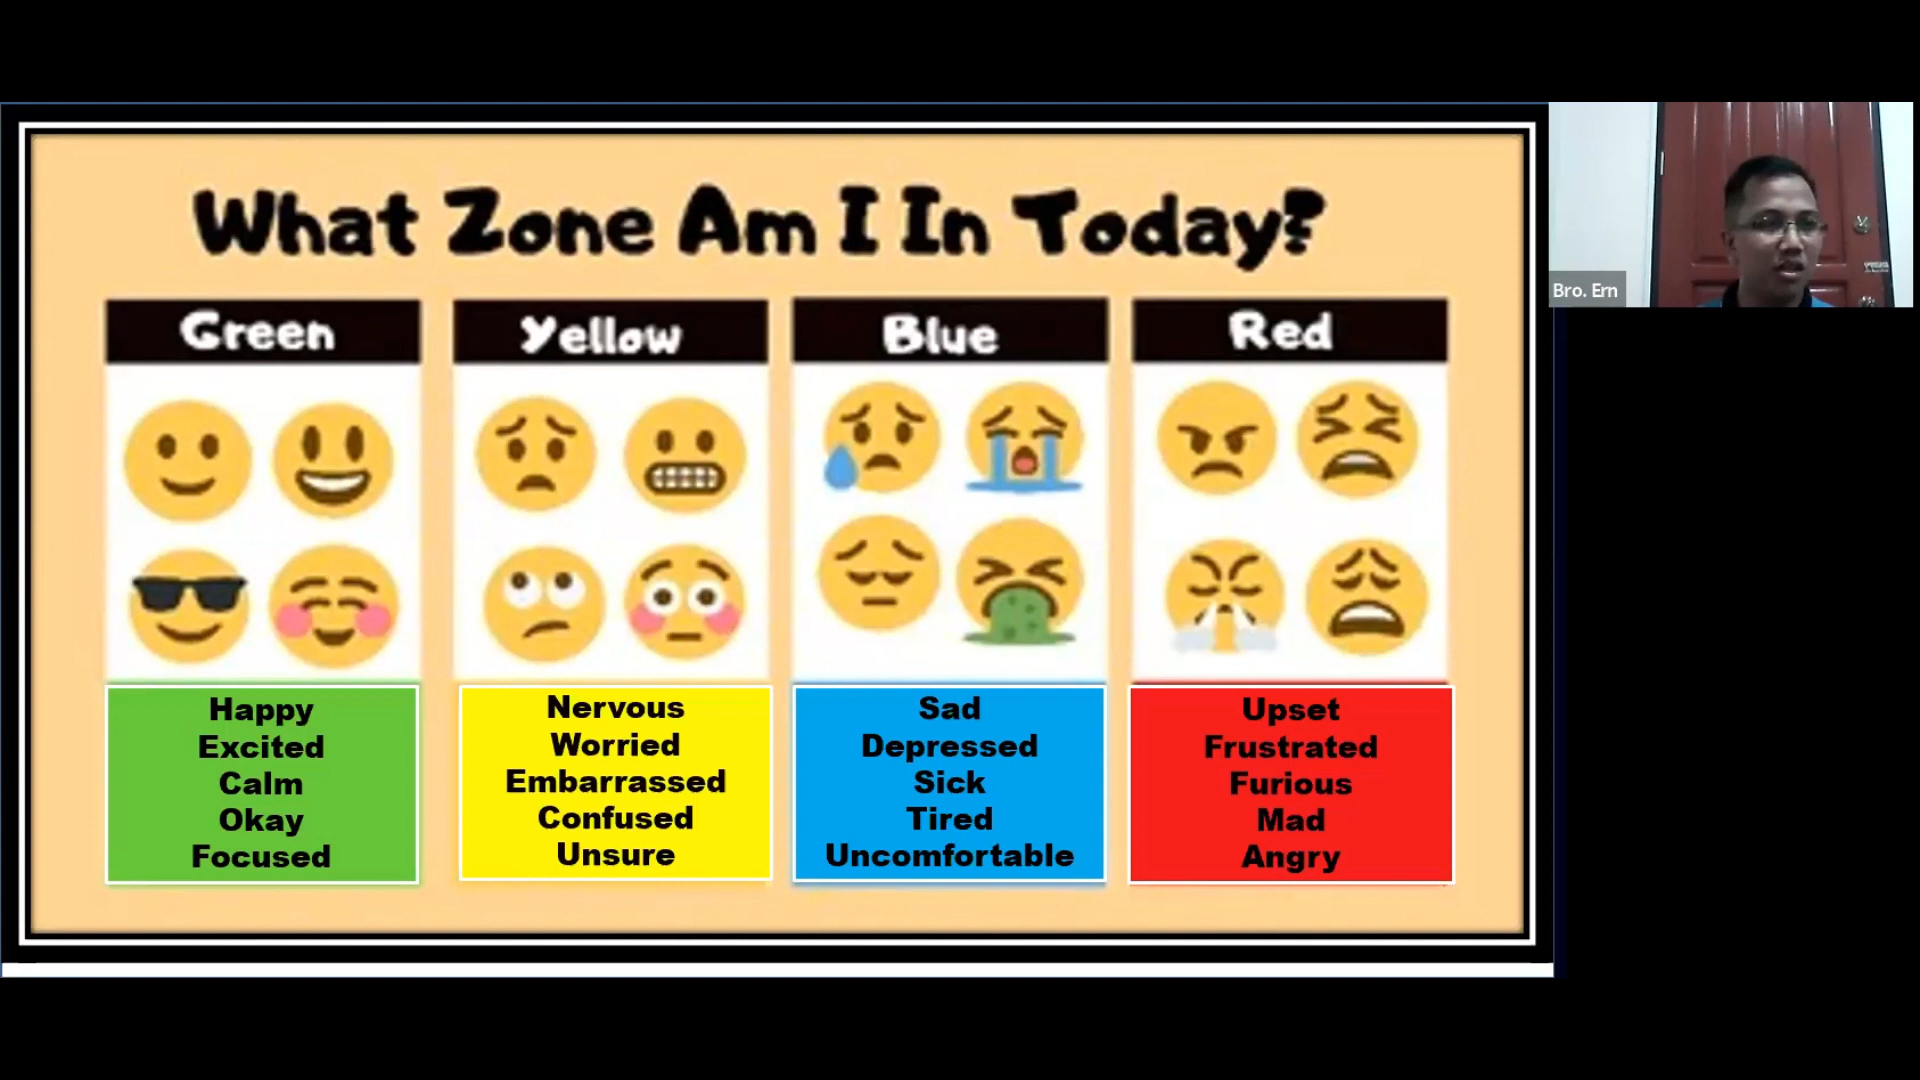 What Zone Am I In Today?
Green
Happy
Excited
Calm
Okay
Focused
Yellow
Nervous
Worried
Embarrassed
Confused
Unsure
Blue
Sad
Depressed
Sick
Tired
Uncomfortable
Red
Upset
Frustrated
Furious
Mad
Angry
Bro. Ern